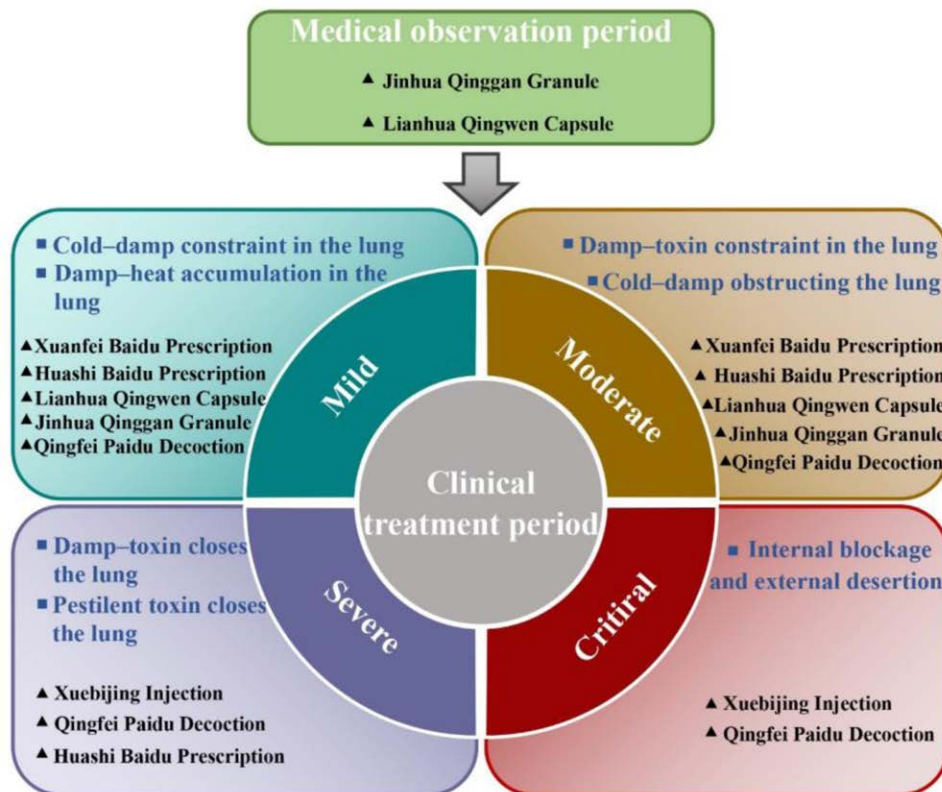 Medical observation period
▲ Jinhua Qinggan Granule
▲ Lianhua Qingwen Capsule
■ Cold–damp constraint in the lung
■ Damp–heat accumulation in the
lung
▲Xuanfei Baidu Prescription
▲Huashi Baidu Prescription
▲Lianhua Qingwen Capsule
▲Jinhua Qinggan Granule
▲Qingfei Paidu Decoction
Mild
■ Damp–toxin constraint in the lung
■ Cold–damp obstructing the lung
▲Xuanfei Baidu Prescription
▲ Huashi Baidu Prescription
▲Lianhua Qingwen Capsule
▲Jinhua Qinggan Granule
▲Qingfei Paidu Decoction
Moderate
Clinical
treatment period
■ Damp–toxin closes
the lung
■ Pestilent toxin closes
the lung
▲ Xuebijing Injection
▲ Qingfei Paidu Decoction
▲ Huashi Baidu Prescription
Severe
■ Internal blockage
and external desertion
▲ Xuebijing Injection
▲ Qingfei Paidu Decoction
Critiral